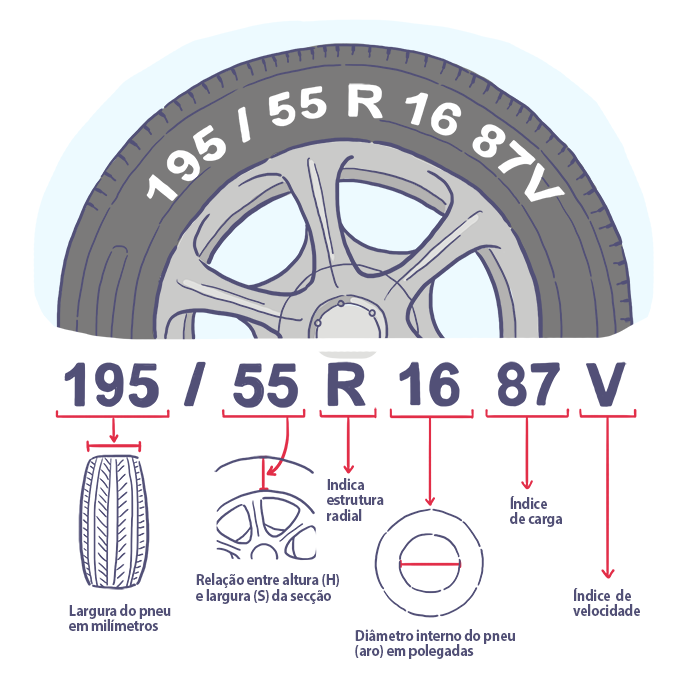 195 / 55 R 16 87V
195 / 55 R 16 87 V
Indica
estrutura
radial
Índice
de carga
Relação entre altura (H)
e largura (S) da secção
Índice de
velocidade
Largura do pneu
em milímetros
Diâmetro interno do pneu
(aro) em polegadas